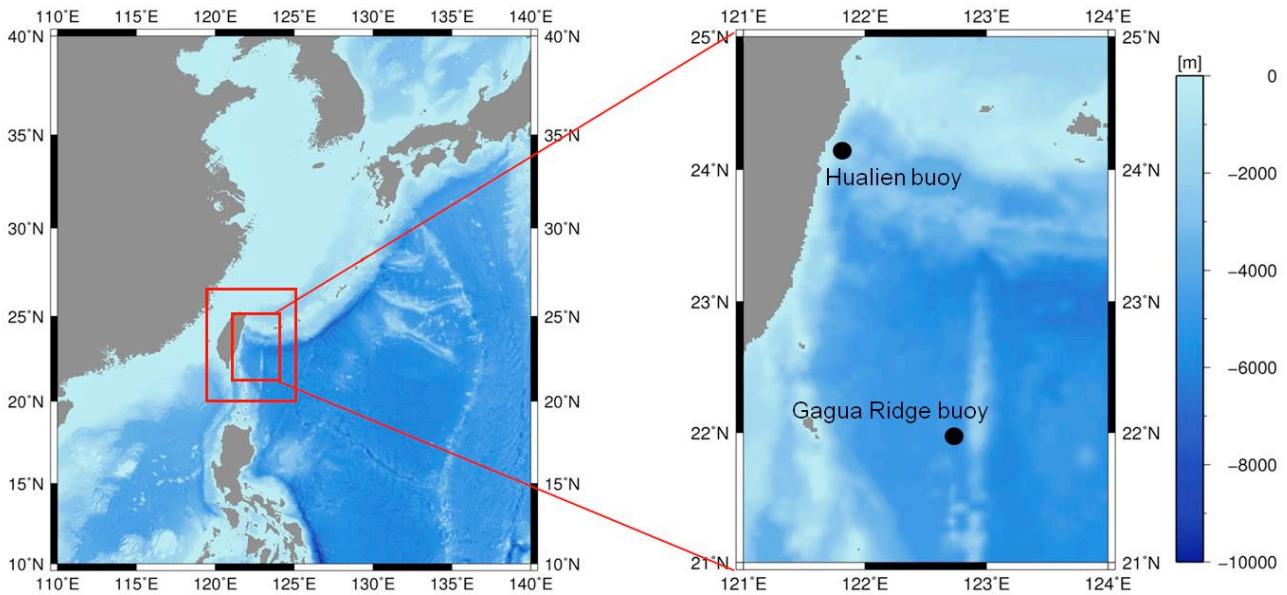 110°E 115°E 120°E 125°E 130°E 135°E 140°E
40°N 40°N
35°N 35°N
30°N 30°N
25°N 25°N
20°N 20°N
15°N 15°N
10°N 10°N
110°E 115°E 120°E 125°E 130°E 135°E 140°E
121°E 122°E 123°E 124°E
25°N 25°N
24°N 24°N
Hualien buoy
23°N 23°N
Gagua Ridge buoy
22°N 22°N
21°N 21°N
121°E 122°E 123°E 124°E
[m]
0
−2000
−4000
−6000
−8000
−10000